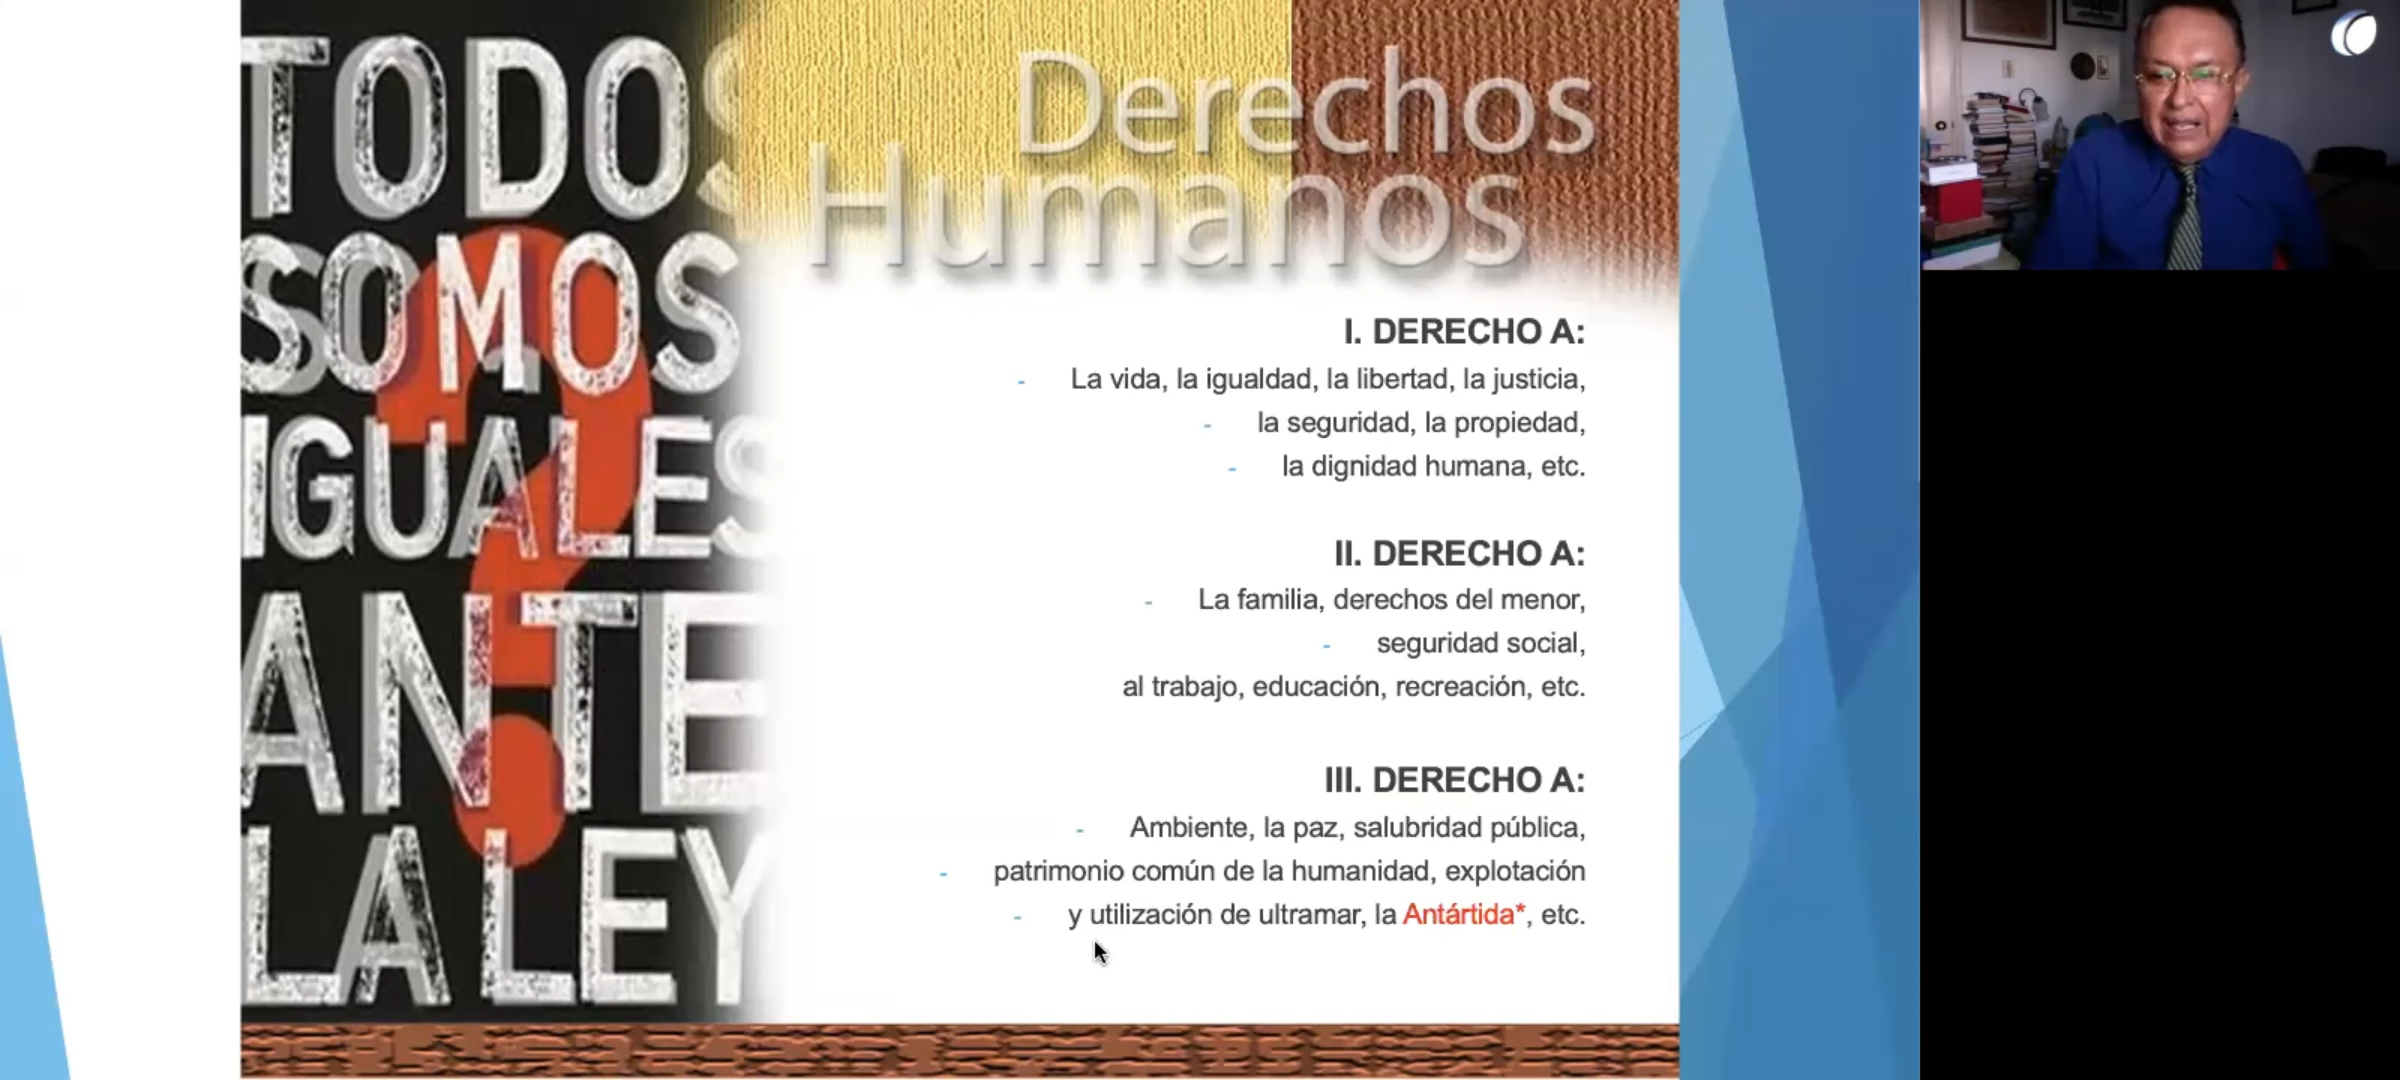 TODOS
SOMOS
IGUALES
ANTE
LA LEY
?
Derechos
Humanos
I. DERECHO A:
- La vida, la igualdad, la libertad, la justicia,
- la seguridad, la propiedad,
- la dignidad humana, etc.
II. DERECHO A:
- La familia, derechos del menor,
- seguridad social,
al trabajo, educación, recreación, etc.
III. DERECHO A:
- Ambiente, la paz, salubridad pública,
- patrimonio común de la humanidad, explotación
- y utilización de ultramar, la Antártida*, etc.